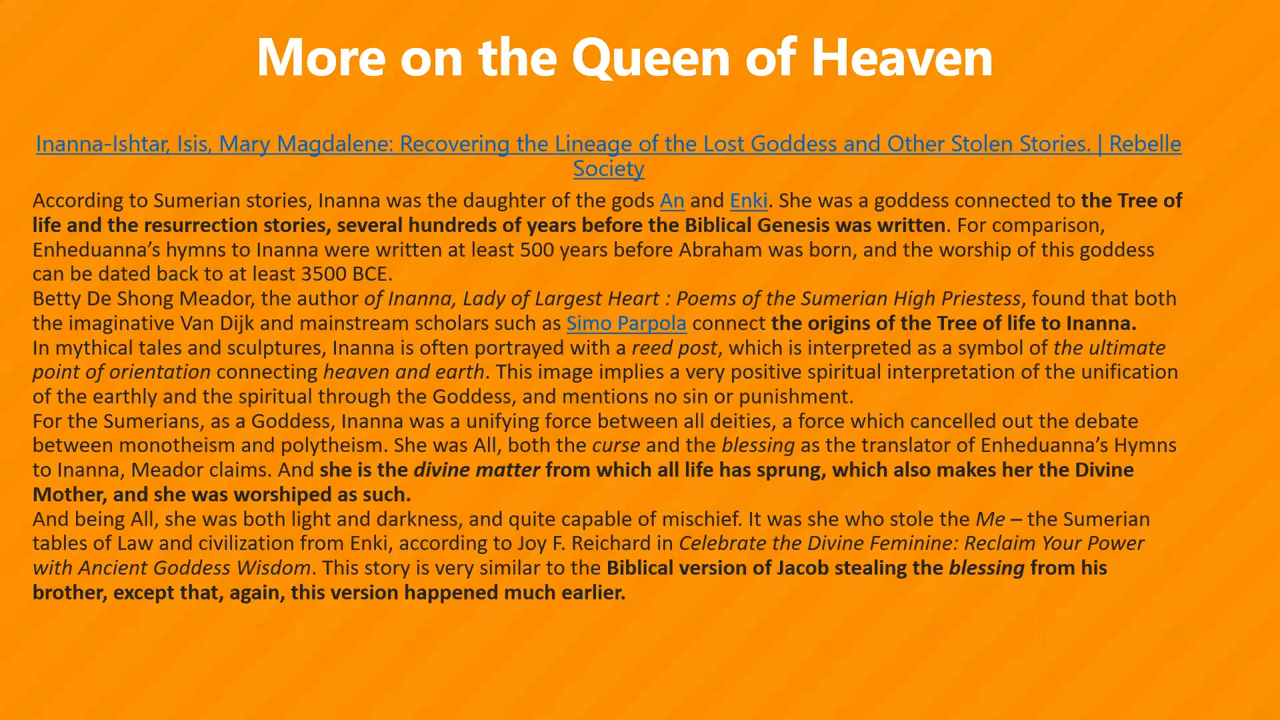 More on the Queen of Heaven
Inanna-Ishtar, Isis, Mary Magdalene: Recovering the Lineage of the Lost Goddess and Other Stolen Stories. | Rebelle
Society
According to Sumerian stories, Inanna was the daughter of the gods An and Enki. She was a goddess connected to the Tree of
life and the resurrection stories, several hundreds of years before the Biblical Genesis was written. For comparison,
Enheduanna’s hymns to Inanna were written at least 500 years before Abraham was born, and the worship of this goddess
can be dated back to at least 3500 BCE.
Betty De Shong Meador, the author of Inanna, Lady of Largest Heart : Poems of the Sumerian High Priestess, found that both
the imaginative Van Dijk and mainstream scholars such as Simo Parpola connect the origins of the Tree of life to Inanna.
In mythical tales and sculptures, Inanna is often portrayed with a reed post, which is interpreted as a symbol of the ultimate
point of orientation connecting heaven and earth. This image implies a very positive spiritual interpretation of the unification
of the earthly and the spiritual through the Goddess, and mentions no sin or punishment.
For the Sumerians, as a Goddess, Inanna was a unifying force between all deities, a force which cancelled out the debate
between monotheism and polytheism. She was All, both the curse and the blessing as the translator of Enheduanna’s Hymns
to Inanna, Meador claims. And she is the divine matter from which all life has sprung, which also makes her the Divine
Mother, and she was worshiped as such.
And being All, she was both light and darkness, and quite capable of mischief. It was she who stole the Me – the Sumerian
tables of Law and civilization from Enki, according to Joy F. Reichard in Celebrate the Divine Feminine: Reclaim Your Power
with Ancient Goddess Wisdom. This story is very similar to the Biblical version of Jacob stealing the blessing from his
brother, except that, again, this version happened much earlier.